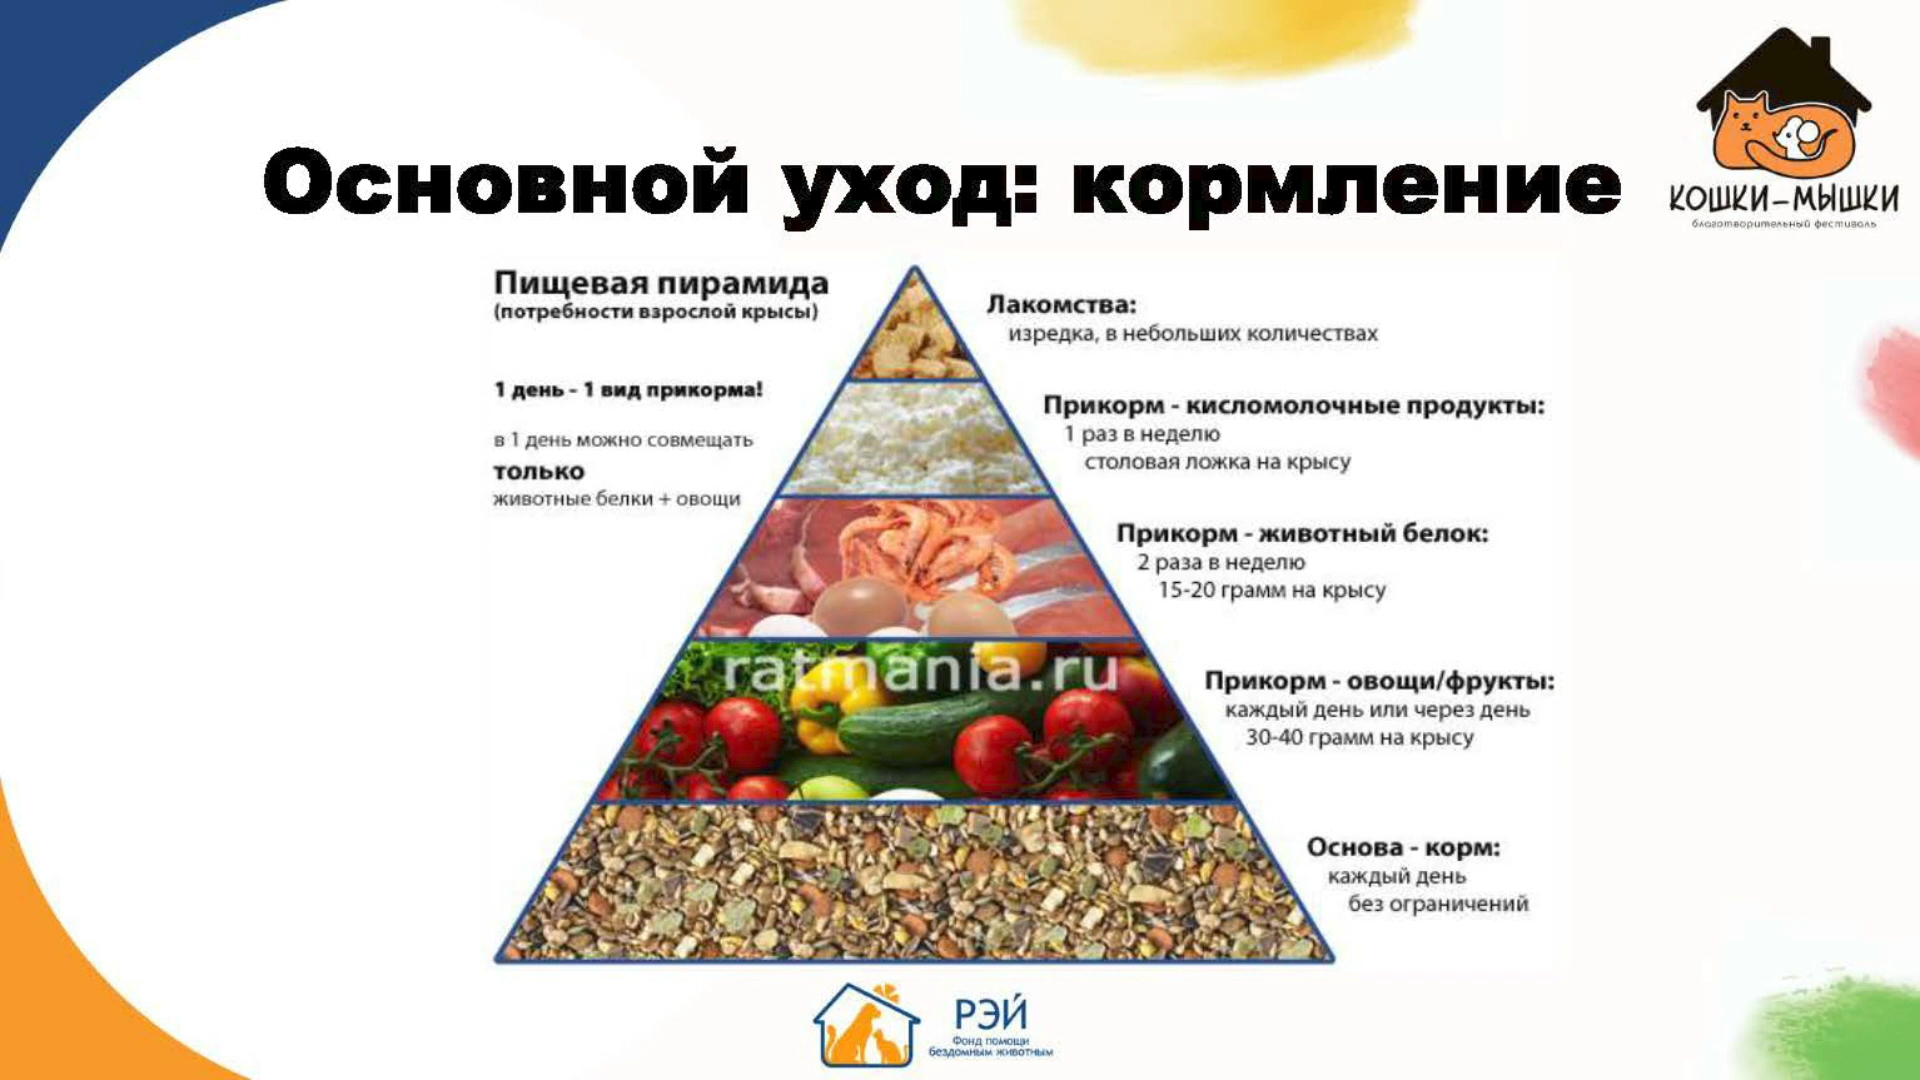 Основной уход: кормление
КОШКИ-МЫШКИ
благотворительный фестиваль
Пищевая пирамида
(потребности взрослой крысы)
1 день - 1 вид прикорма!
в 1 день можно совмещать
только
животные белки + овощи
Лакомства:
изредка, в небольших количествах
Прикорм - кисломолочные продукты:
1 раз в неделю
столовая ложка на крысу
Прикорм - животный белок:
2 раза в неделю
15-20 грамм на крысу
ratmania.ru
Прикорм - овощи/фрукты:
каждый день или через день
30-40 грамм на крысу
Основа - корм:
каждый день
без ограничений
РЭЙ
Фонд помощи
бездомным животным